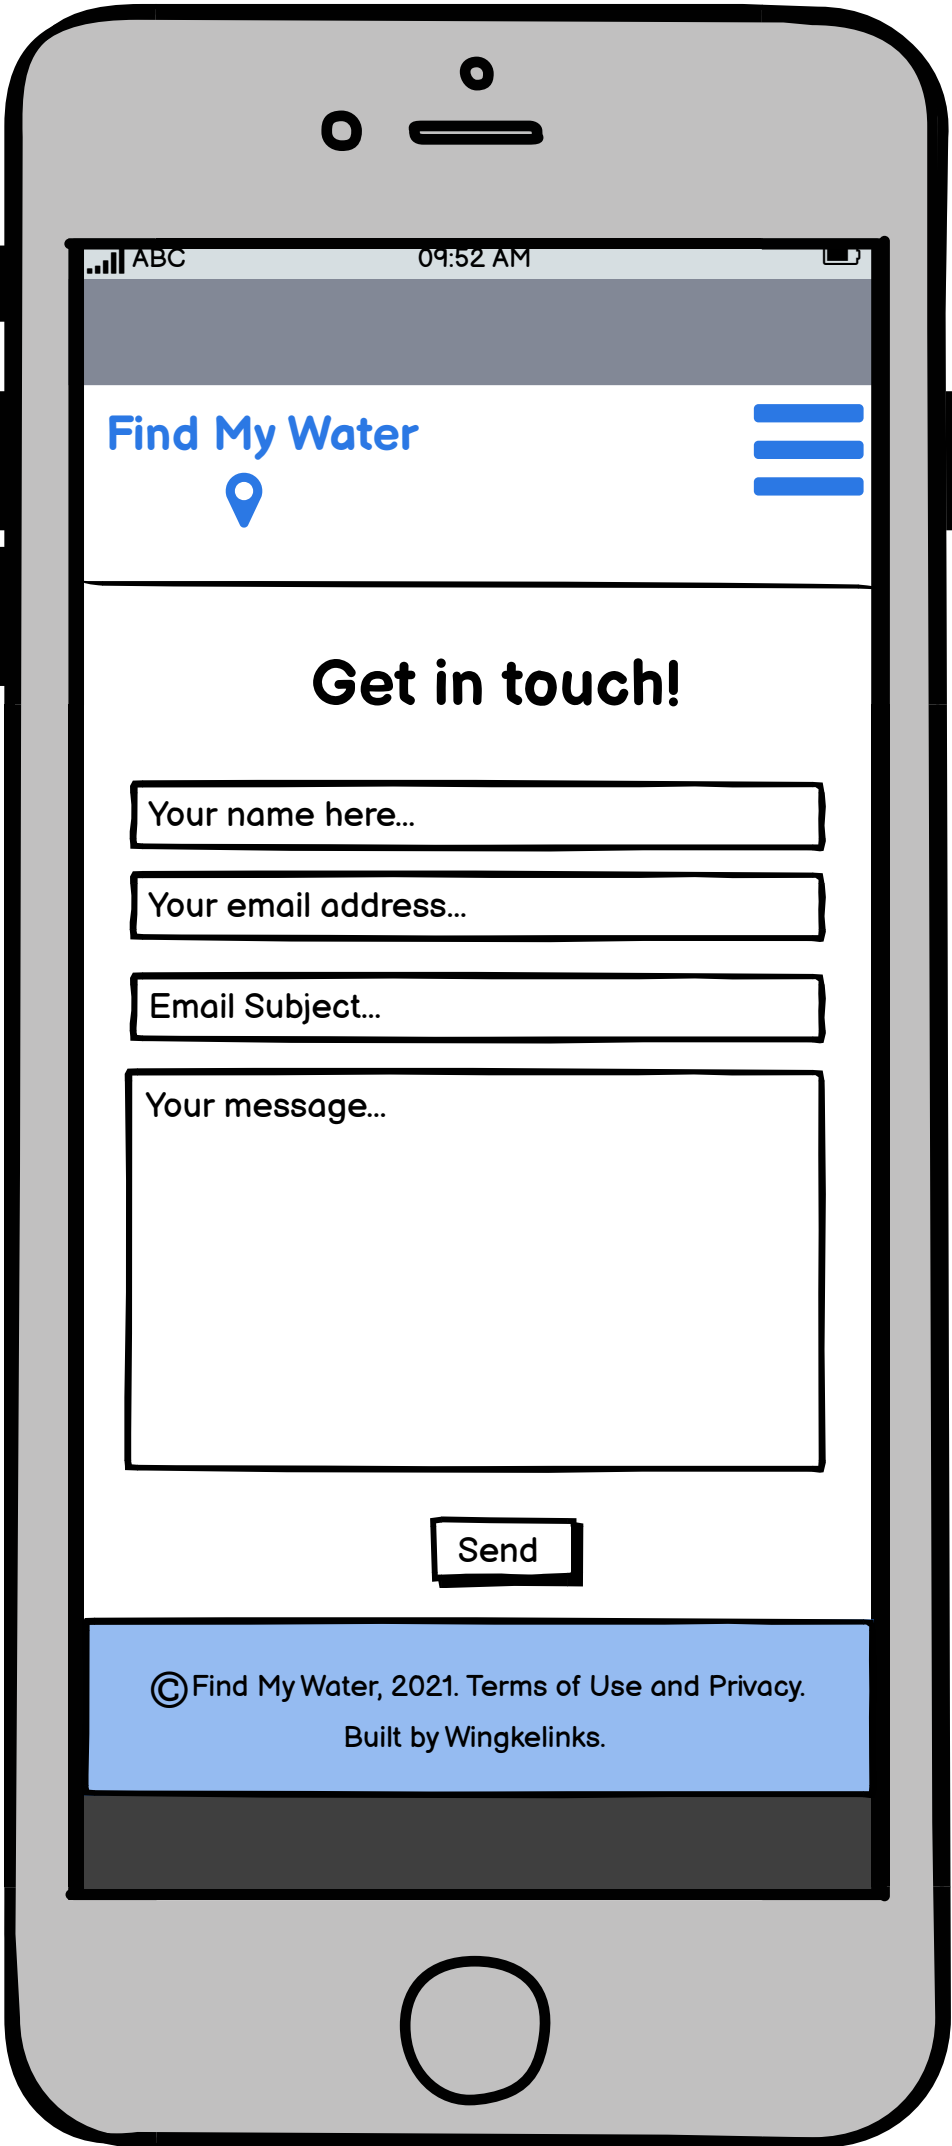 ABC 09:52 AM
Find My Water
Get in touch!
Your name here...
Your email address...
Email Subject...
Your message...
Send
©Find My Water, 2021. Terms of Use and Privacy.
Built by Wingkelinks.